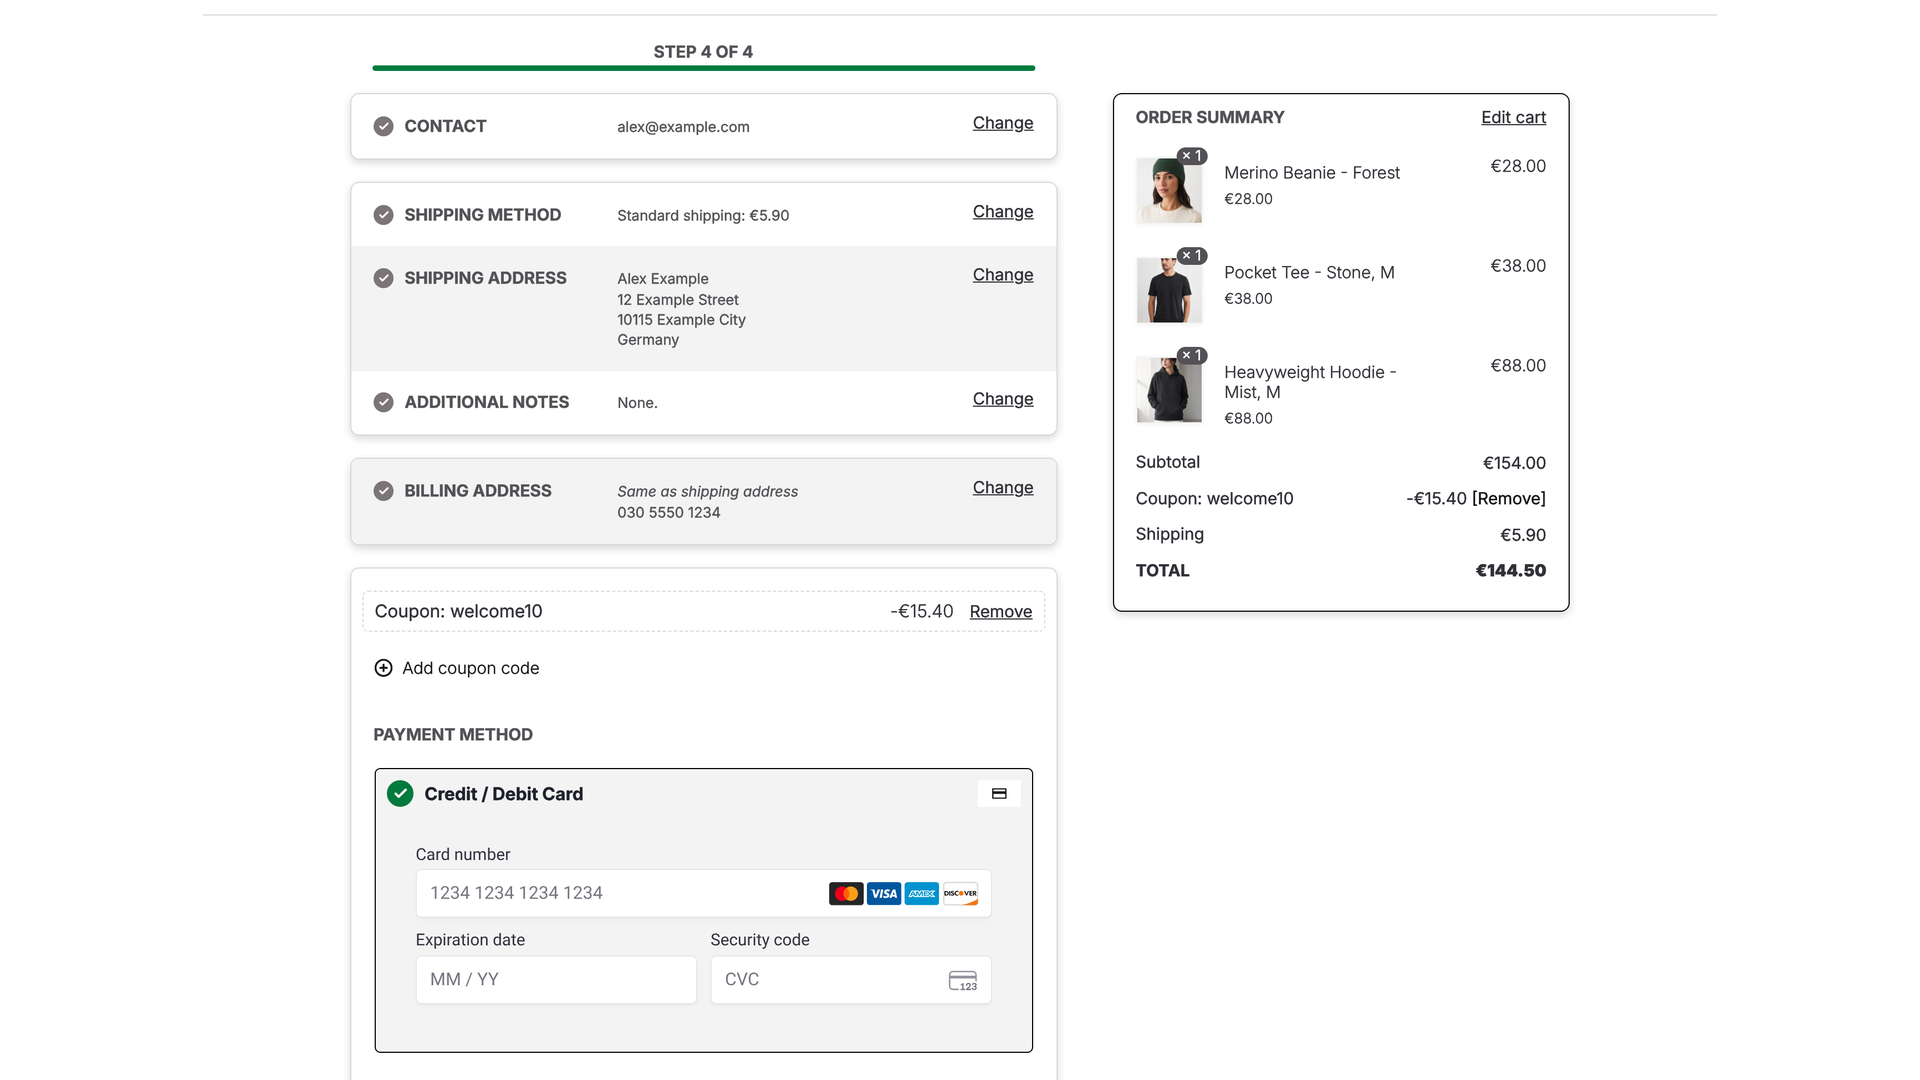 STEP 4 OF 4
CONTACT
alex@example.com
Change
SHIPPING METHOD
Standard shipping: €5.90
Change
SHIPPING ADDRESS
Alex Example
12 Example Street
10115 Example City
Germany
Change
ADDITIONAL NOTES
None.
Change
BILLING ADDRESS
Same as shipping address
030 5550 1234
Change
Coupon: welcome10
-€15.40 Remove
Add coupon code
PAYMENT METHOD
Credit / Debit Card
Card number
1234 1234 1234 1234
VISA
AMEX
DISCOVER
Expiration date
MM / YY
Security code
CVC
123
ORDER SUMMARY
Edit cart
× 1
Merino Beanie - Forest
€28.00
€28.00
× 1
Pocket Tee - Stone, M
€38.00
€38.00
× 1
Heavyweight Hoodie -
Mist, M
€88.00
€88.00
Subtotal
€154.00
Coupon: welcome10
-€15.40 [Remove]
Shipping
€5.90
TOTAL
€144.50